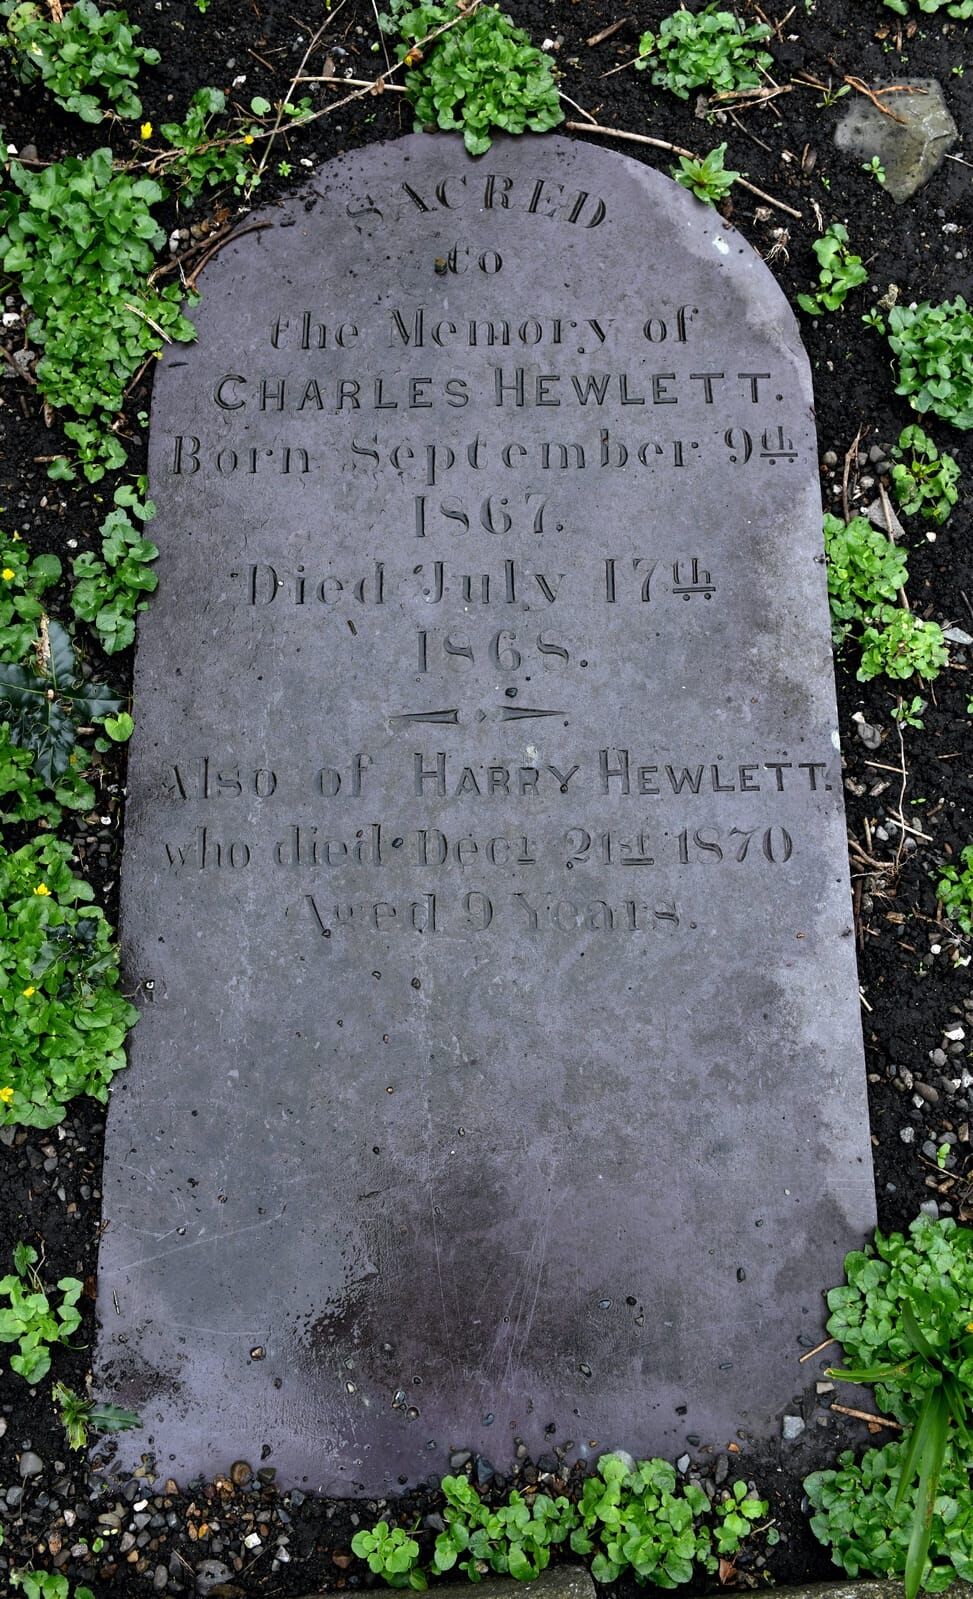 SACRED
to
the Memory of
CHARLES HEWLETT.
Born September 9th
1867.
Died July 17th
1868.
Also of HARRY HEWLETT.
who died Decr 21st 1870
Aged 9 Years.